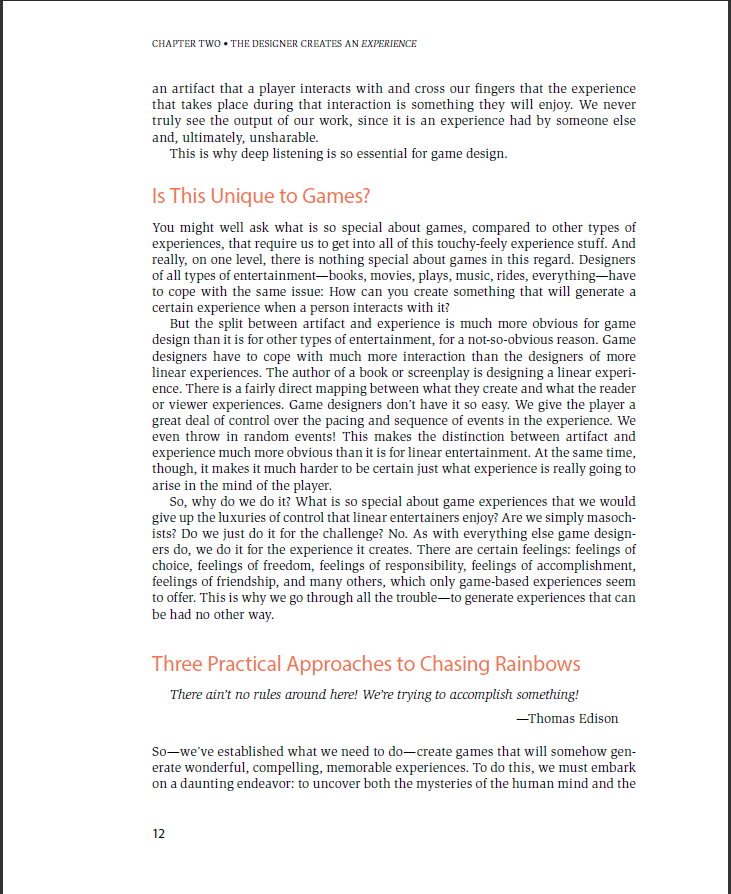 CHAPTER TWO • THE DESIGNER CREATES AN EXPERIENCE
an artifact that a player interacts with and cross our fingers that the experience
that takes place during that interaction is something they will enjoy. We never
truly see the output of our work, since it is an experience had by someone else
and, ultimately, unsharable.
This is why deep listening is so essential for game design.
Is This Unique to Games?
You might well ask what is so special about games, compared to other types of
experiences, that require us to get into all of this touchy-feely experience stuff. And
really, on one level, there is nothing special about games in this regard. Designers
of all types of entertainment—books, movies, plays, music, rides, everything—have
to cope with the same issue: How can you create something that will generate a
certain experience when a person interacts with it?
But the split between artifact and experience is much more obvious for game
design than it is for other types of entertainment, for a not-so-obvious reason. Game
designers have to cope with much more interaction than the designers of more
linear experiences. The author of a book or screenplay is designing a linear experi-
ence. There is a fairly direct mapping between what they create and what the reader
or viewer experiences. Game designers don't have it so easy. We give the player a
great deal of control over the pacing and sequence of events in the experience. We
even throw in random events! This makes the distinction between artifact and
experience much more obvious than it is for linear entertainment. At the same time,
though, it makes it much harder to be certain just what experience is really going to
arise in the mind of the player.
So, why do we do it? What is so special about game experiences that we would
give up the luxuries of control that linear entertainers enjoy? Are we simply masoch-
ists? Do we just do it for the challenge? No. As with everything else game design-
ers do, we do it for the experience it creates. There are certain feelings: feelings of
choice, feelings of freedom, feelings of responsibility, feelings of accomplishment,
feelings of friendship, and many others, which only game-based experiences seem
to offer. This is why we go through all the trouble—to generate experiences that can
be had no other way.
Three Practical Approaches to Chasing Rainbows
There ain't no rules around here! We're trying to accomplish something!
—Thomas Edison
So—we've established what we need to do—create games that will somehow gen-
erate wonderful, compelling, memorable experiences. To do this, we must embark
on a daunting endeavor: to uncover both the mysteries of the human mind and the
12